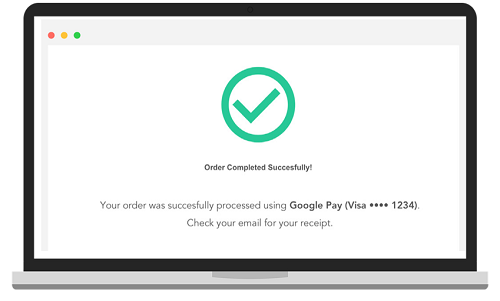 Order Completed Succesfully!
Your order was succesfully processed using Google Pay (Visa •••• 1234).
Check your email for your receipt.